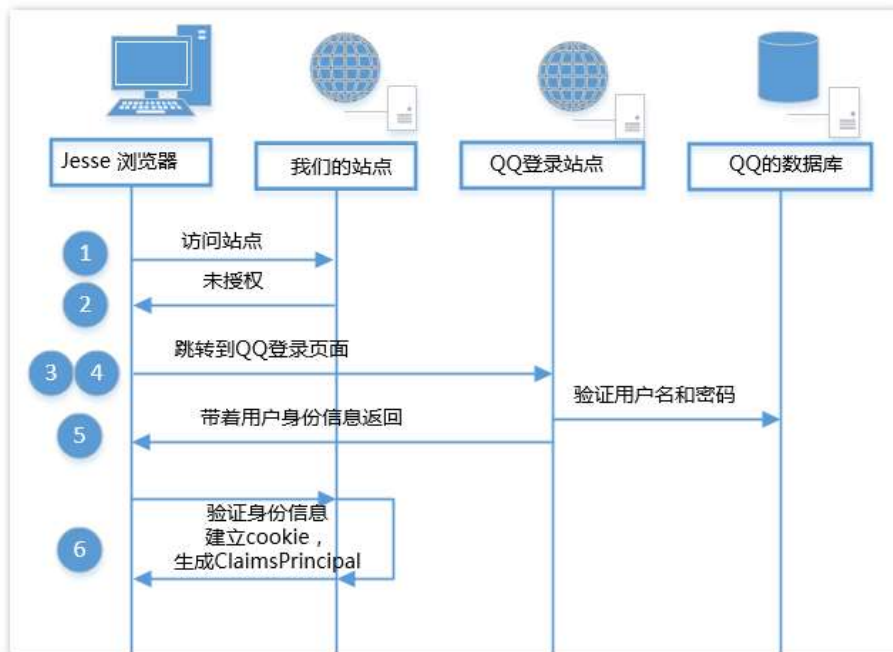 Jesse 浏览器
我们的站点
QQ登录站点
QQ的数据库
1
访问站点
2
未授权
3
4
跳转到QQ登录页面
验证用户名和密码
5
带着用户身份信息返回
6
验证身份信息
建立cookie，
生成ClaimsPrincipal